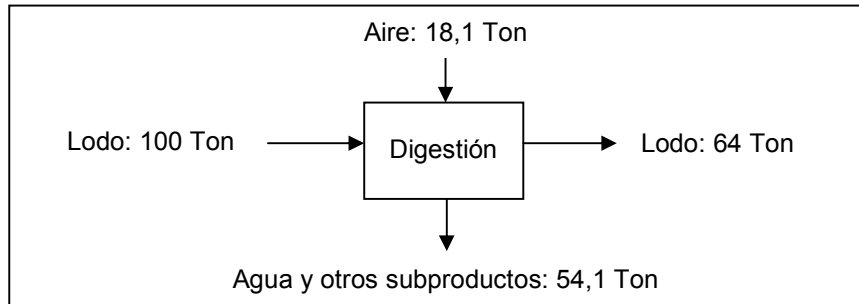 Aire: 18,1 Ton
Lodo: 100 Ton
Digestión
Lodo: 64 Ton
Agua y otros subproductos: 54,1 Ton